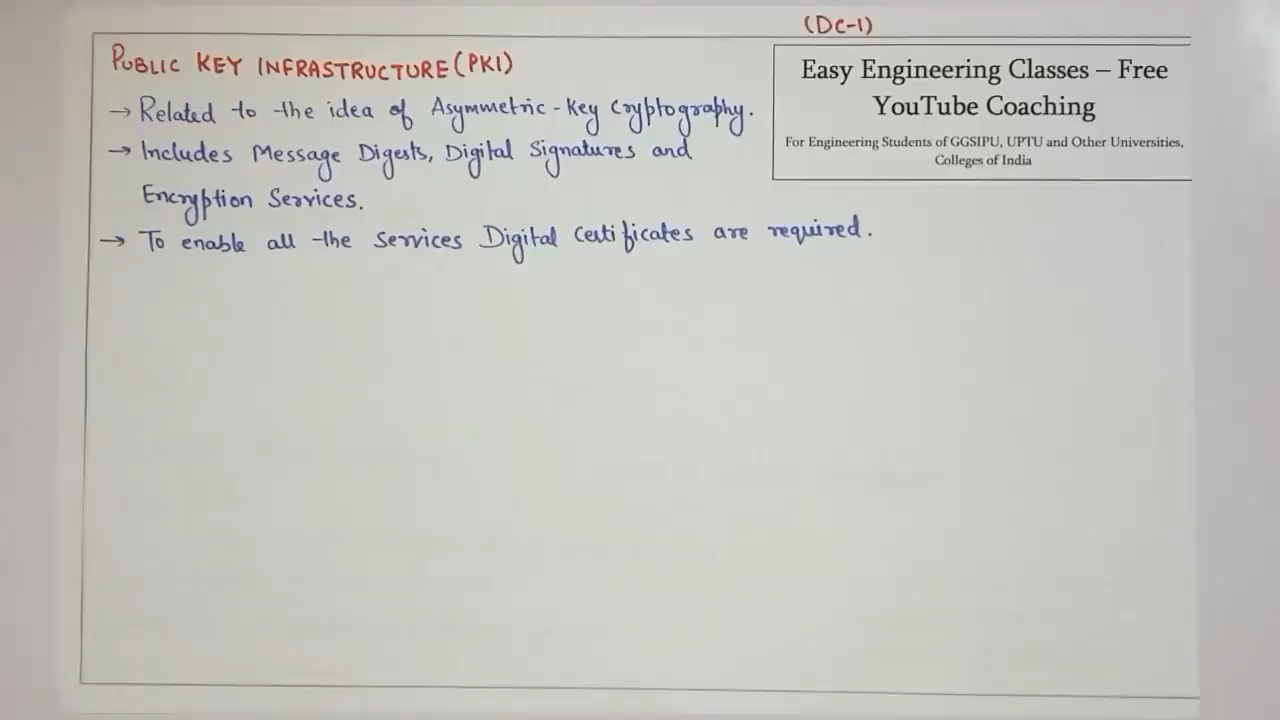 (DC-1)
PUBLIC KEY INFRASTRUCTURE (PKI)
Easy Engineering Classes – Free
YouTube Coaching
For Engineering Students of GGSIPU, UPTU and Other Universities,
Colleges of India
→ Related to the idea of Asymmetric-Key Cryptography.
→ Includes Message Digests, Digital Signatures and
Encryption Services.
→ To enable all the services Digital Certificates are required.